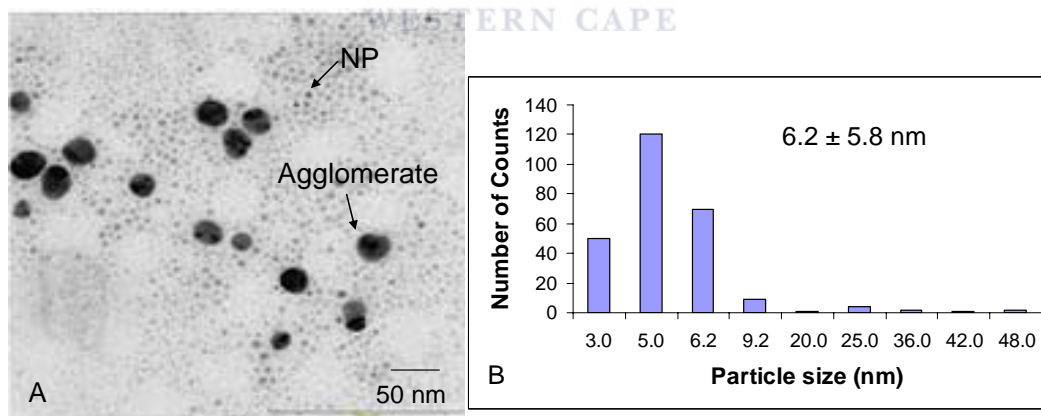 WESTERN CAPE
NP
Agglomerate
A
50 nm
140
120
100
80
60
40
20
0
Number of Counts
6.2 ± 5.8 nm
3.0 5.0 6.2 9.2 20.0 25.0 36.0 42.0 48.0
B
Particle size (nm)